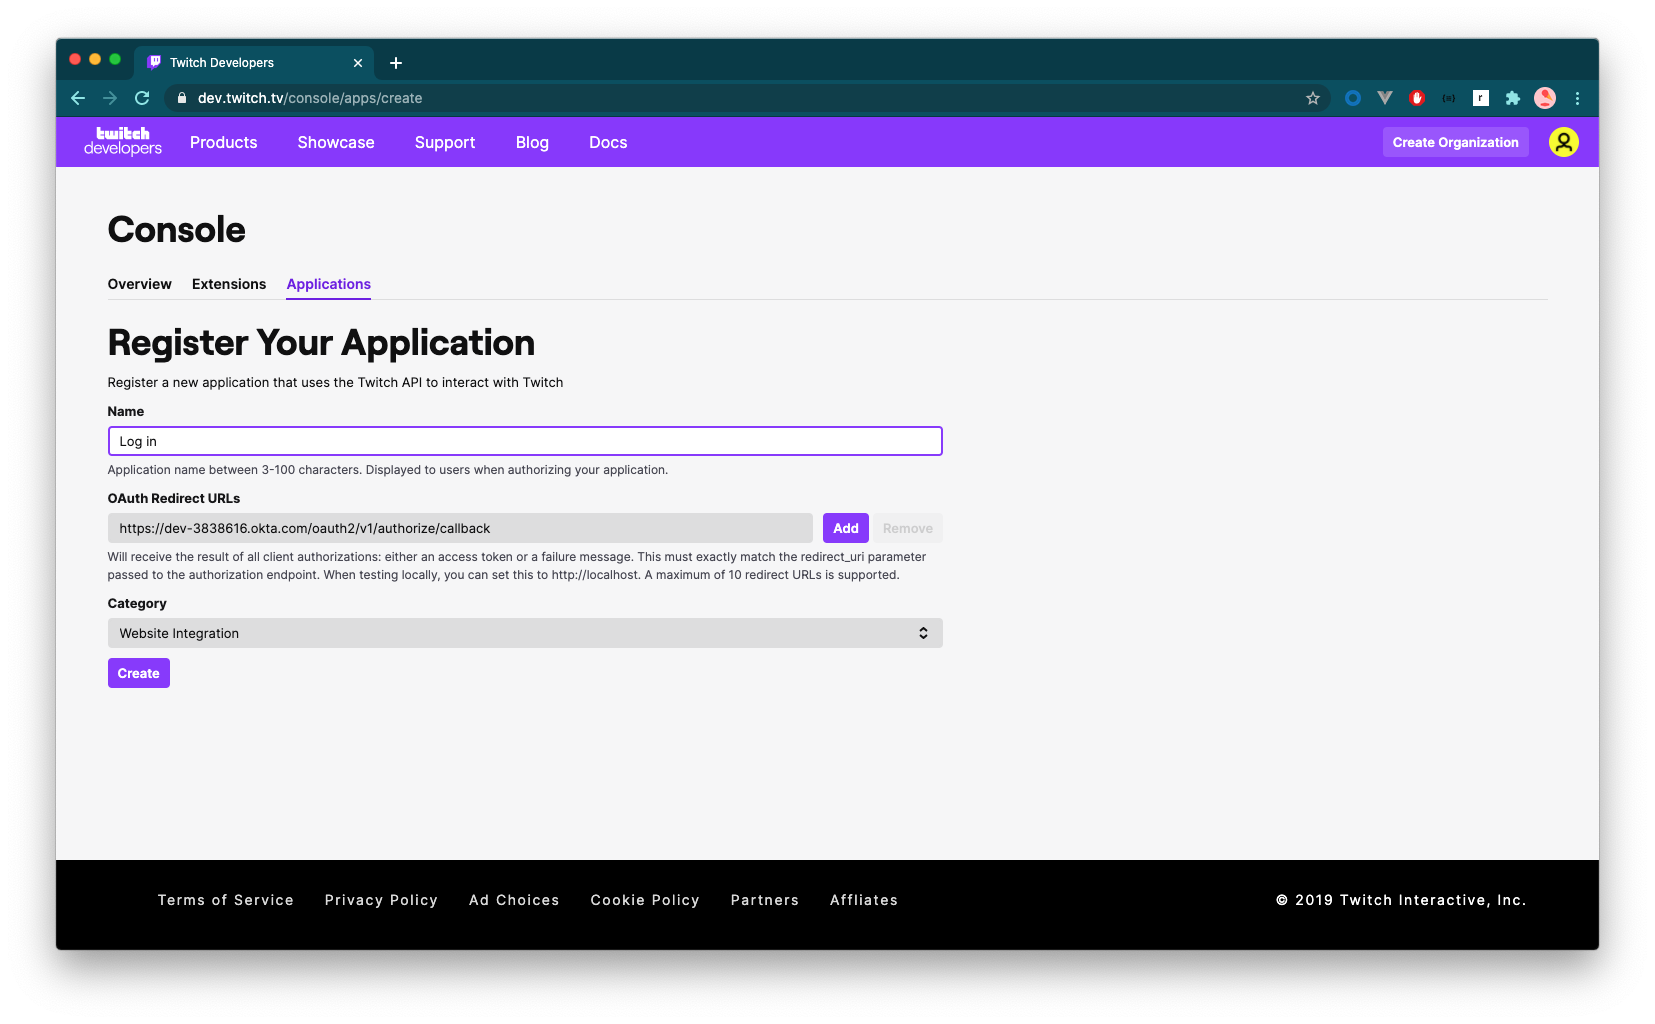 Twitch Developers
dev.twitch.tv/console/apps/create
twitch
developers
Products
Showcase
Support
Blog
Docs
Create Organization
Console
Overview
Extensions
Applications
Register Your Application
Register a new application that uses the Twitch API to interact with Twitch
Name
Log in
Application name between 3-100 characters. Displayed to users when authorizing your application.
OAuth Redirect URLs
https://dev-3838616.okta.com/oauth2/v1/authorize/callback
Add
Remove
Will receive the result of all client authorizations: either an access token or a failure message. This must exactly match the redirect_uri parameter
passed to the authorization endpoint. When testing locally, you can set this to http://localhost. A maximum of 10 redirect URLs is supported.
Category
Website Integration
Create
Terms of Service
Privacy Policy
Ad Choices
Cookie Policy
Partners
Affliates
© 2019 Twitch Interactive, Inc.